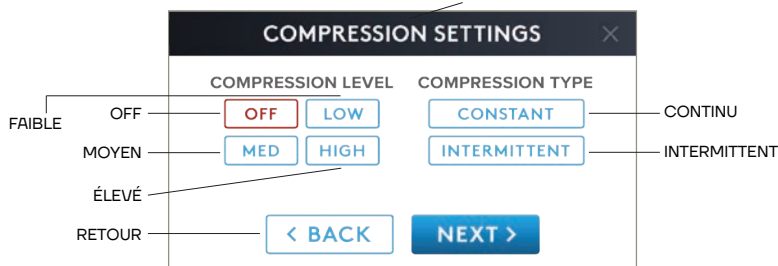 COMPRESSION SETTINGS ×
COMPRESSION LEVEL COMPRESSION TYPE
FAIBLE
OFF OFF LOW CONSTANT CONTINU
MOYEN MED HIGH INTERMITTENT INTERMITTENT
ÉLEVÉ
RETOUR < BACK NEXT >